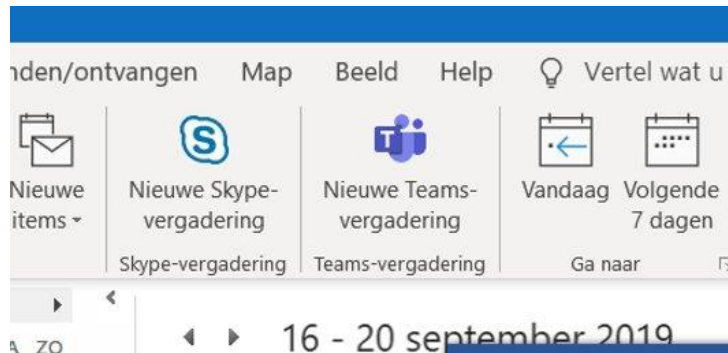 nden/ontvangen Map Beeld Help Vertel wat u
Nieuwe items
Nieuwe Skype-
vergadering
Nieuwe Teams-
vergadering
Vandaag
Volgende
7 dagen
Skype-vergadering Teams-vergadering Ga naar
A ZO
16 - 20 september 2019